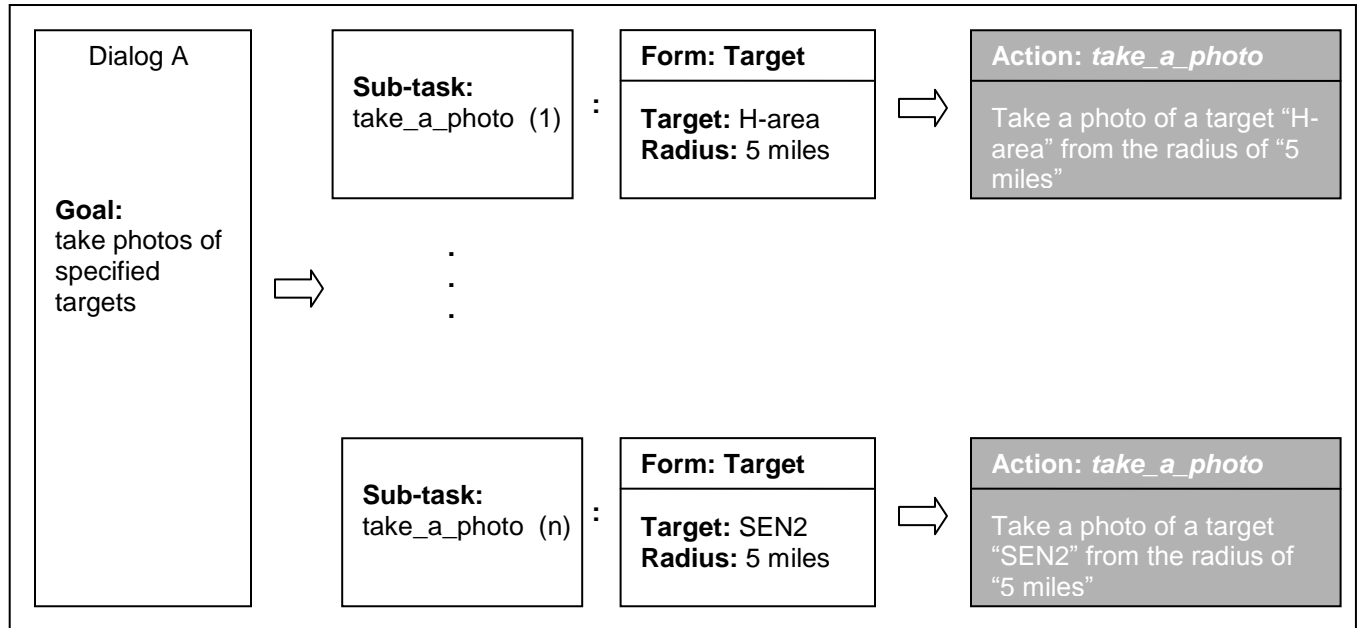 Dialog A
Goal:
take photos of
specified
targets
Sub-task:
take_a_photo (1)
:
Form: Target
Target: H-area
Radius: 5 miles
Action: take_a_photo
Take a photo of a target “H-
area” from the radius of “5
miles”
.
.
.
Sub-task:
take_a_photo (n)
:
Form: Target
Target: SEN2
Radius: 5 miles
Action: take_a_photo
Take a photo of a target
“SEN2” from the radius of
“5 miles”